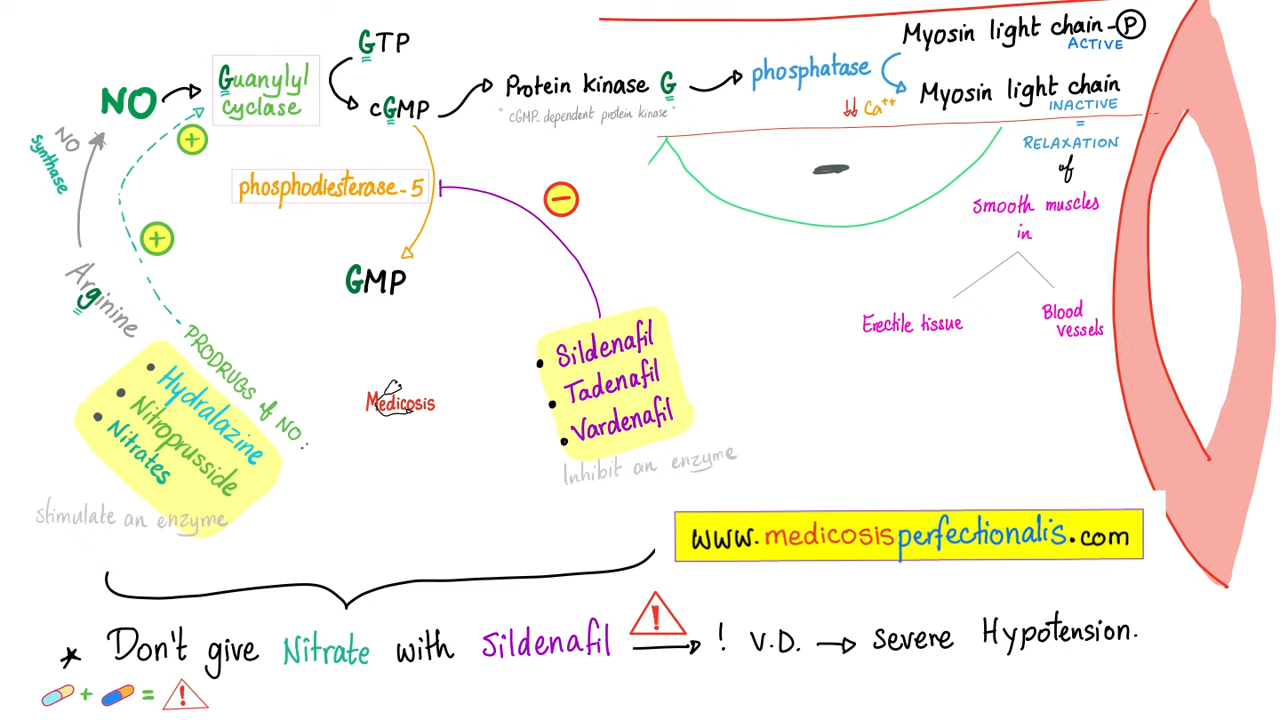 GTP
NO
Guanylyl
cyclase
cGMP
Protein kinase G
"cGMP. dependent protein kinase"
phosphatase
Myosin light chain-P
ACTIVE
↓↓ Ca++
Myosin light chain
INACTIVE
=
RELAXATION
of
Smooth muscles
in
Erectile tissue
Blood
vessels
NO
Synthase
+
phosphodiesterase-5
−
+
Arginine
GMP
PRODRUGS of NO:
• Hydralazine
• Nitroprusside
• Nitrates
stimulate an enzyme
Medicosis
• Sildenafil
• Tadenafil
• Vardenafil
Inhibit an enzyme
www.medicosisperfectionalis.com
* Don't give Nitrate with Sildenafil ! → ! V.D. → Severe Hypotension.
+ = !